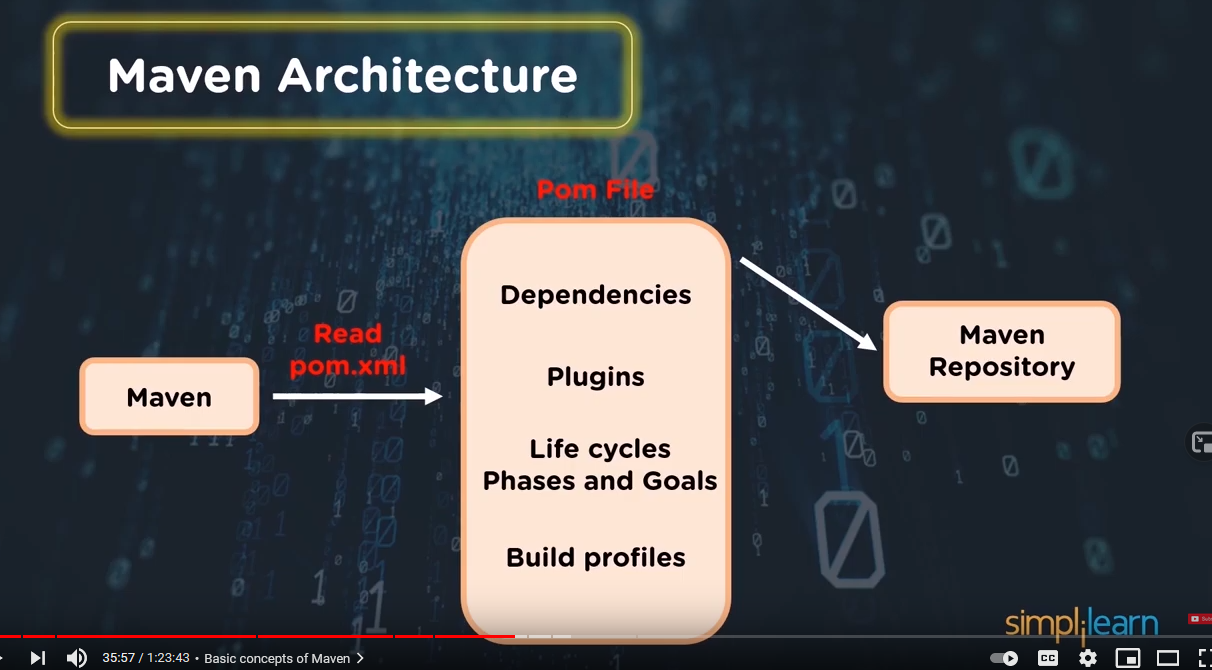 Maven Architecture
Pom File
Dependencies
Read
pom.xml
Maven
Plugins
Life cycles
Phases and Goals
Build profiles
Maven
Repository
simplilearn
35:57 / 1:23:43 • Basic concepts of Maven
CC